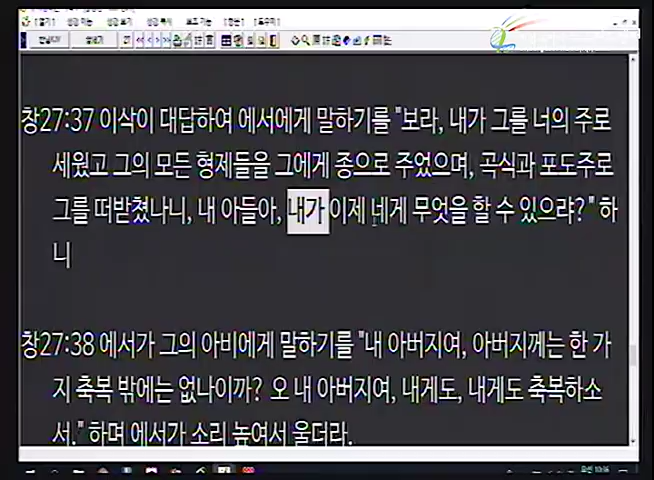 창27:37 이삭이 대답하여 에서에게 말하기를 "보라, 내가 그를 너의 주로
세웠고 그의 모든 형제들을 그에게 종으로 주었으며, 곡식과 포도주로
그를 떠받쳤나니, 내 아들아, 내가 이제 네게 무엇을 할 수 있으랴?" 하
니
창27:38 에서가 그의 아비에게 말하기를 "내 아버지여, 아버지께는 한 가
지 축복 밖에는 없나이까? 오 내 아버지여, 내게도, 내게도 축복하소
서." 하며 에서가 소리 높여서 울더라.